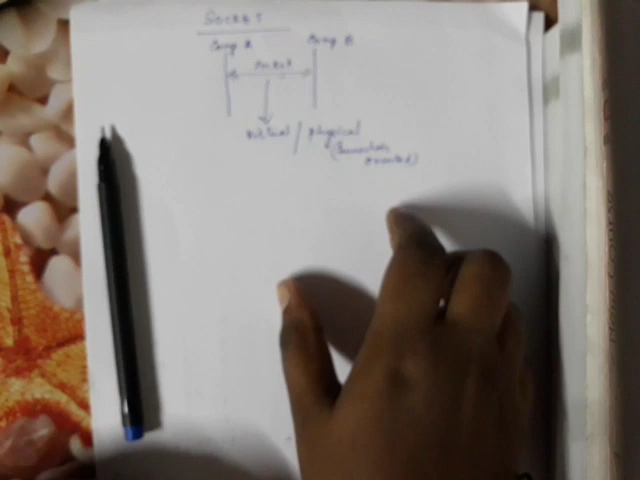 SOCKET
Comp A Comp B
Socket
Virtual / Physical
(Connection
oriented)